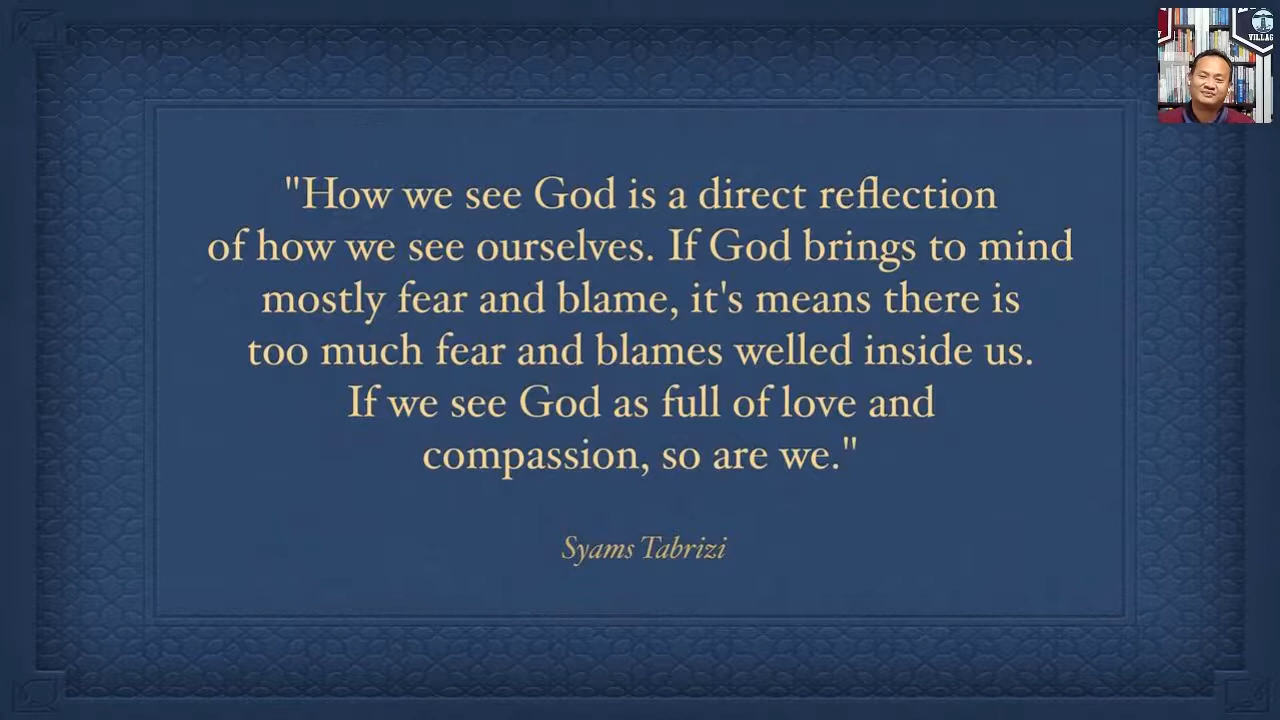 "How we see God is a direct reflection
of how we see ourselves. If God brings to mind
mostly fear and blame, it's means there is
too much fear and blames welled inside us.
If we see God as full of love and
compassion, so are we."
Syams Tabrizi